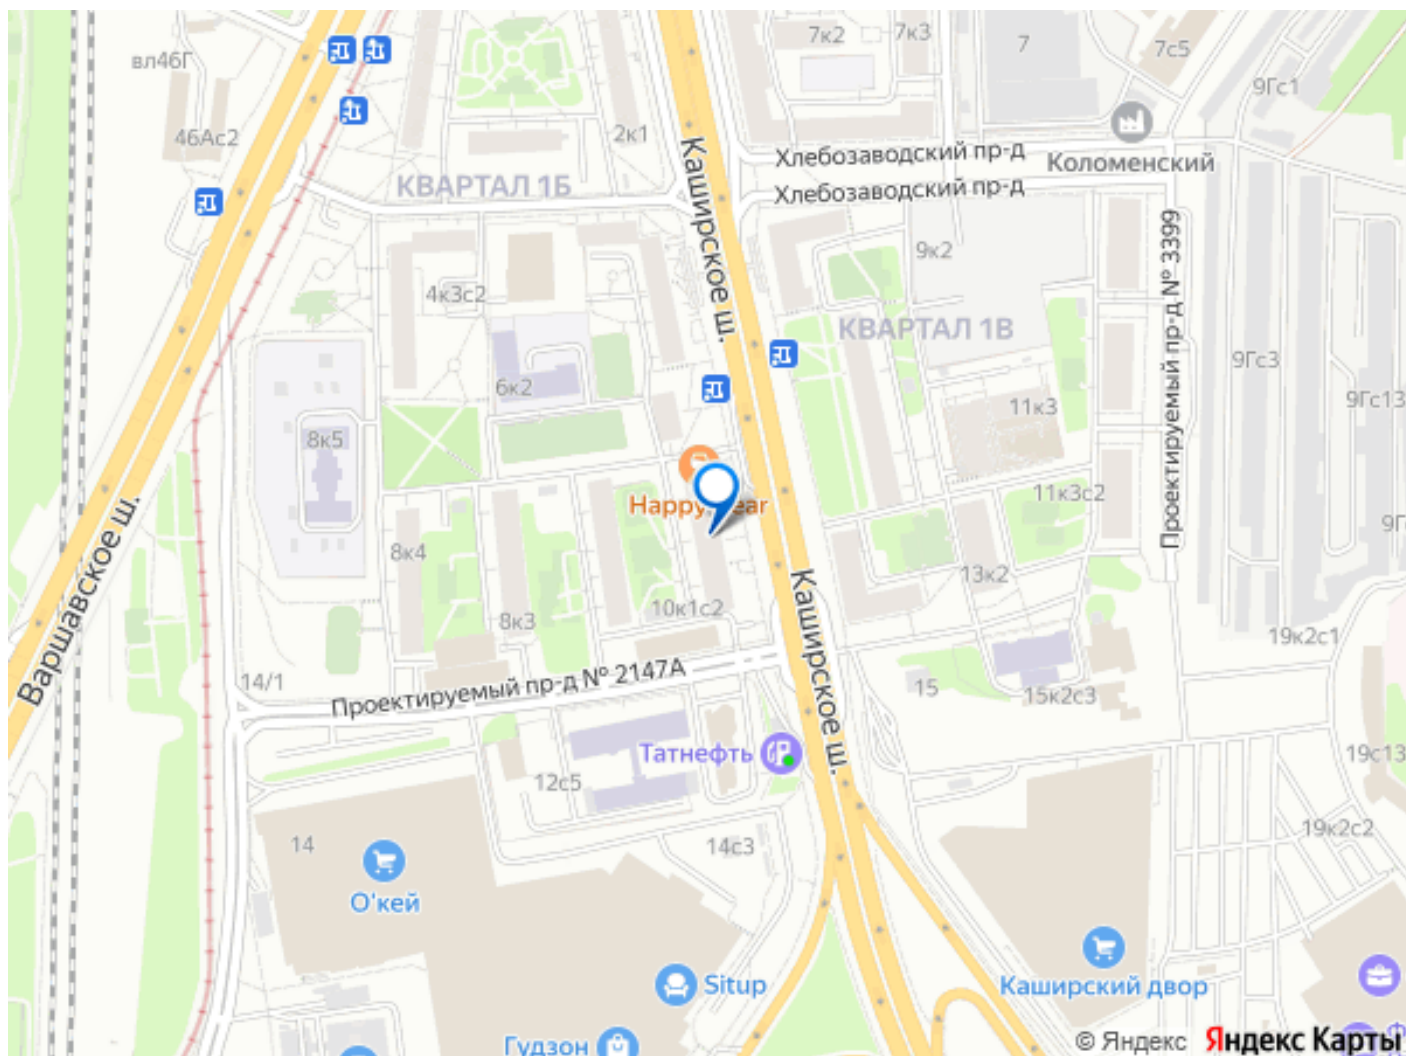 7к2
7к3
7
7с5
вл46Г
9Гс1
46Ас2
2к1
Хлебозаводский пр-д
Коломенский
КВАРТАЛ 1Б
Хлебозаводский пр-д
Каширское ш.
Проектируемый пр-д № 3399
9к2
4к3с2
КВАРТАЛ 1В
9Гс3
6к2
9Гс13
11к3
8к5
11к3с2
Happy
Варшавское ш.
8к4
13к2
10к1с2
Каширское ш.
8к3
19к2с1
14/1
Проектируемый пр-д № 2147А
15
15к2с3
Татнефть
19с13
12с5
19к2с2
14
14с3
О'кей
Situp
Каширский двор
Гудзон
© Яндекс Яндекс Карты